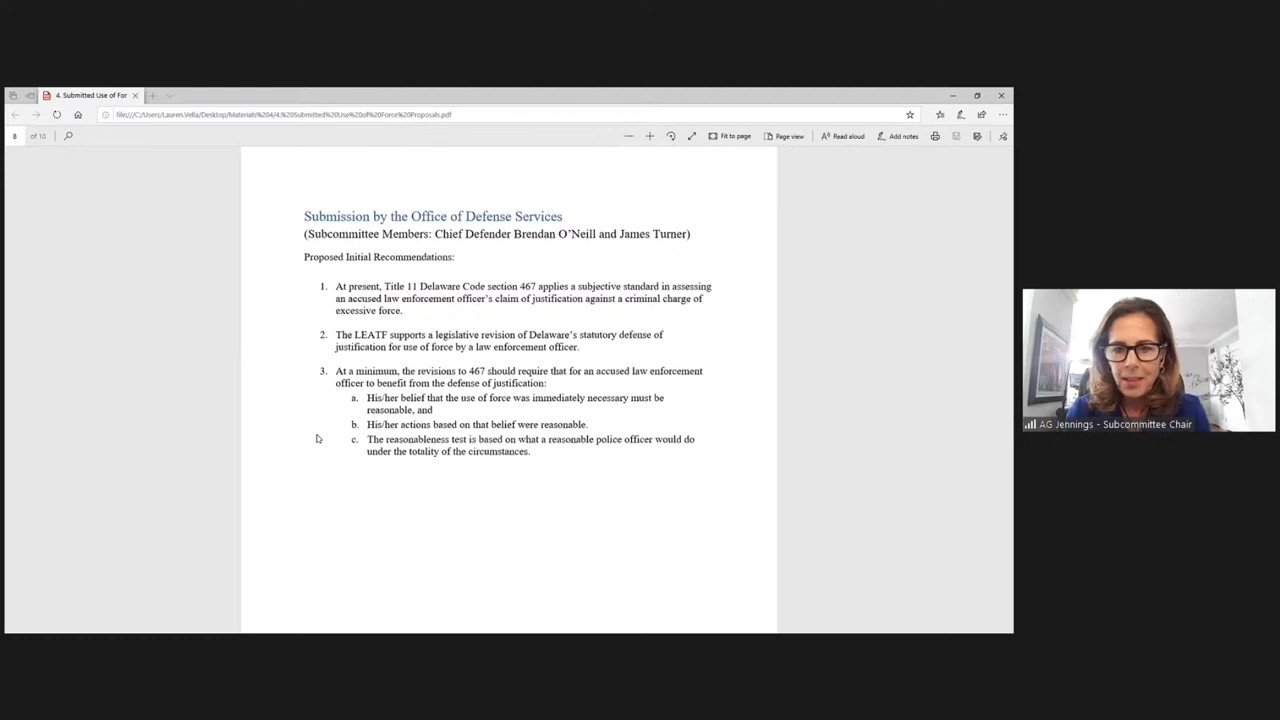 4. Submitted Use of For
file:///C:/Users/Lauren.Vella/Desktop/Materials%204/4.%20Submitted%20Use%20of%20Force%20Proposals.pdf
8 of 10
Fit to page
Page view
Read aloud
Add notes
Submission by the Office of Defense Services
(Subcommittee Members: Chief Defender Brendan O'Neill and James Turner)
Proposed Initial Recommendations:
1. At present, Title 11 Delaware Code section 467 applies a subjective standard in assessing
an accused law enforcement officer's claim of justification against a criminal charge of
excessive force.
2. The LEATF supports a legislative revision of Delaware's statutory defense of
justification for use of force by a law enforcement officer.
3. At a minimum, the revisions to 467 should require that for an accused law enforcement
officer to benefit from the defense of justification:
a. His/her belief that the use of force was immediately necessary must be
reasonable, and
b. His/her actions based on that belief were reasonable.
c. The reasonableness test is based on what a reasonable police officer would do
under the totality of the circumstances.
AG Jennings - Subcommittee Chair